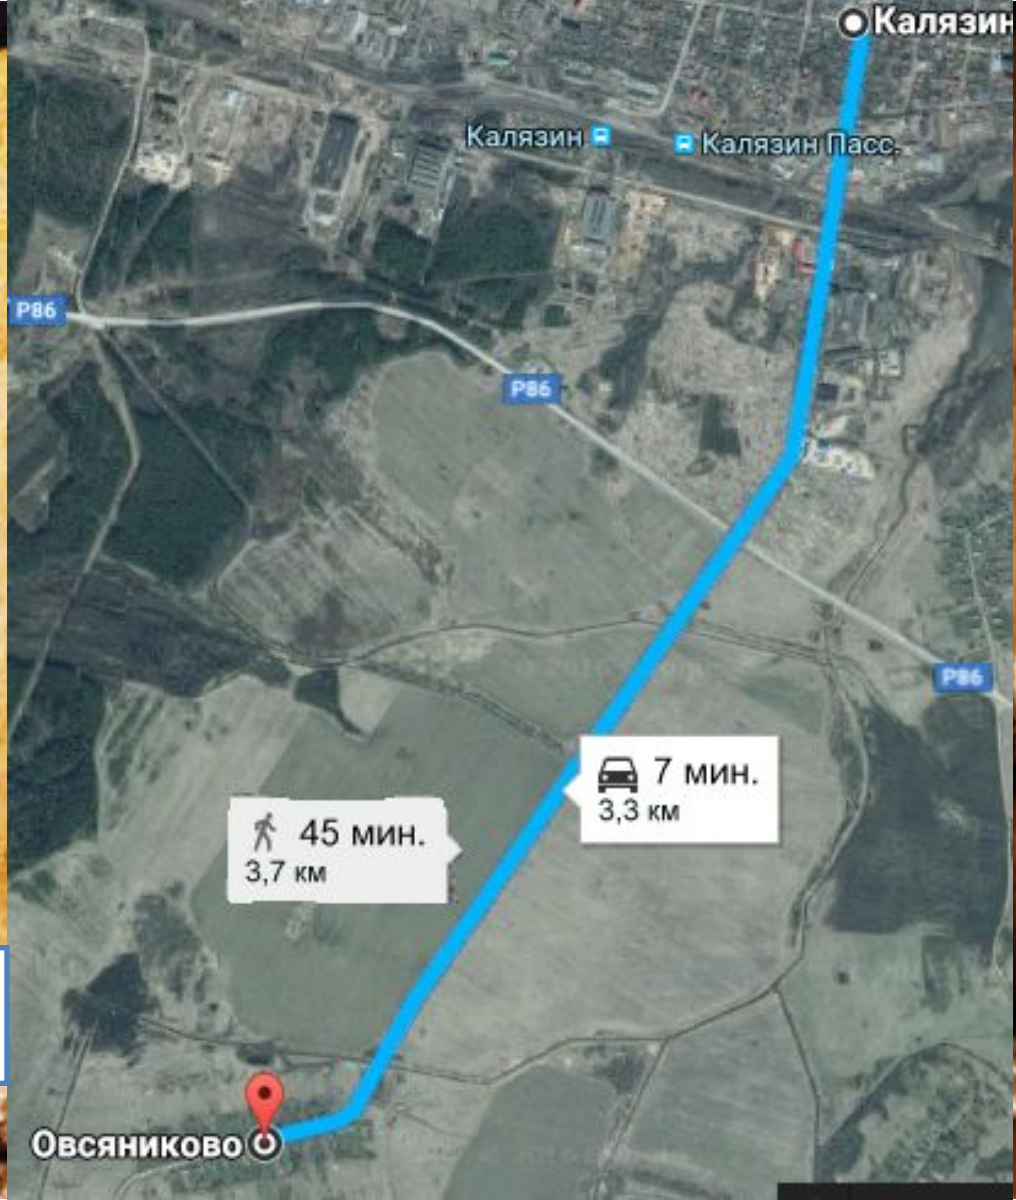 Калязин
Калязин
Калязин Пасс.
Р86
Р86
Р86
7 мин.
3,3 км
45 мин.
3,7 км
Овсяниково